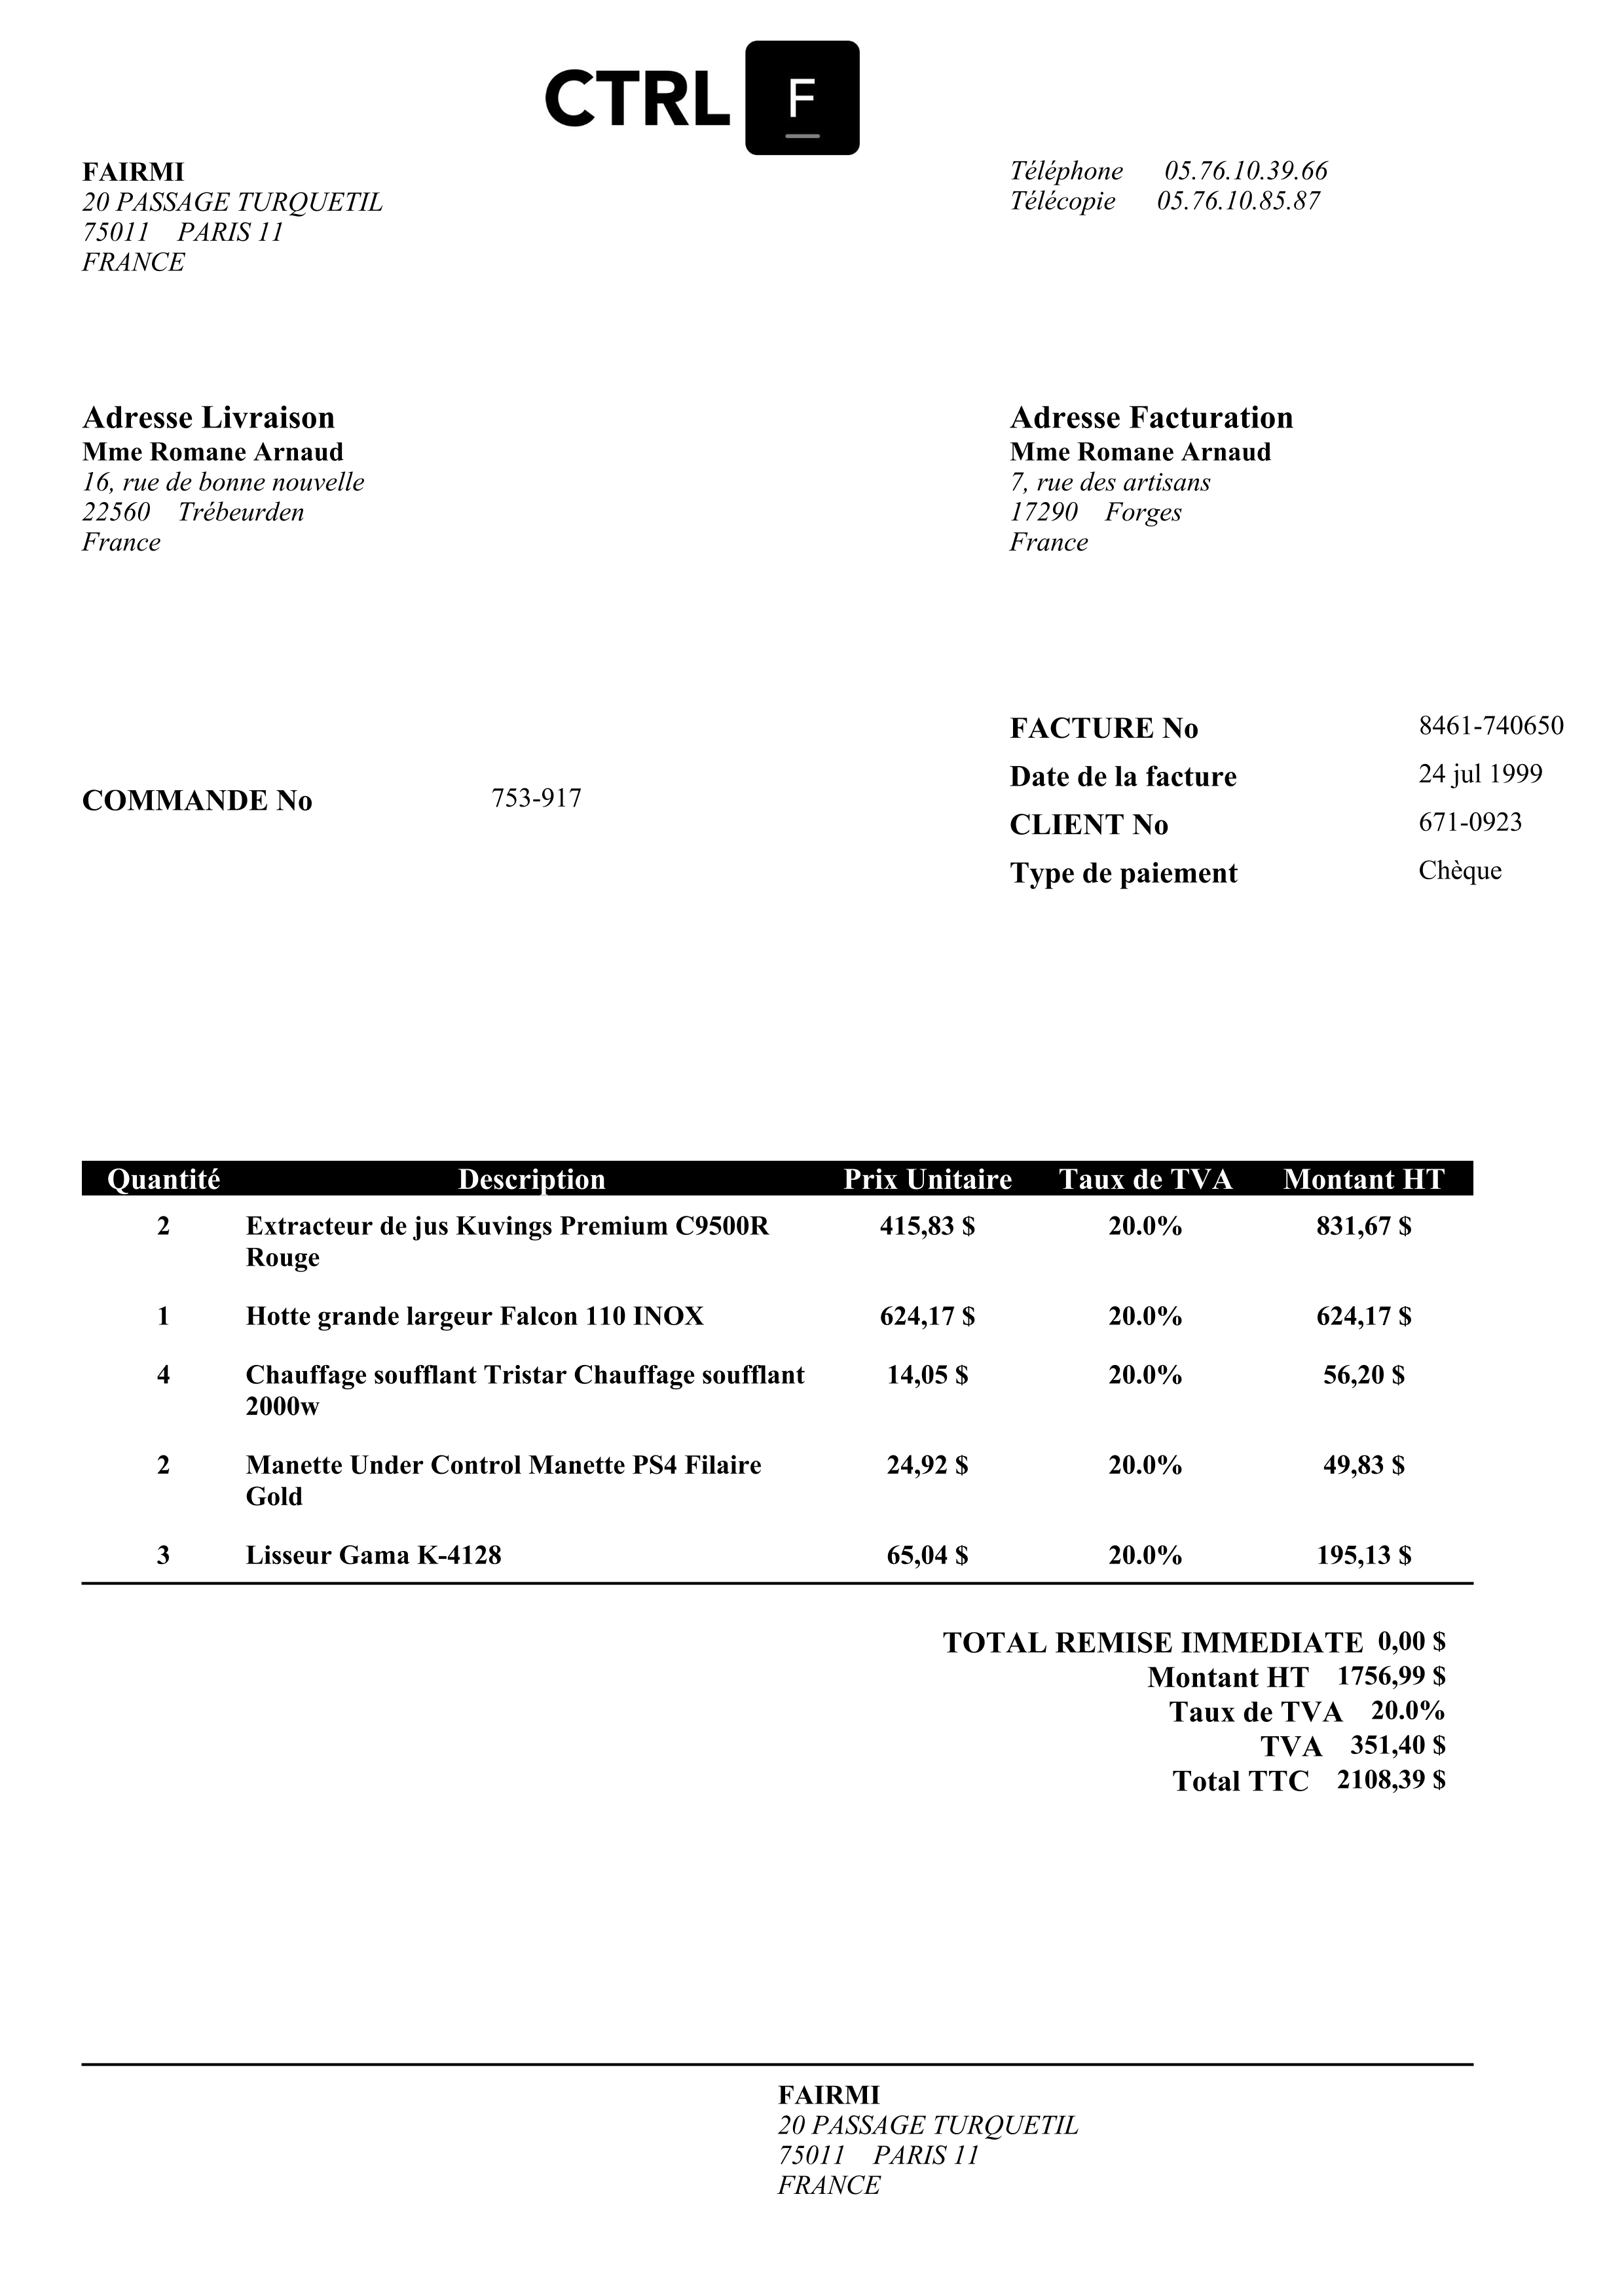 CTRL F
FAIRMI
20 PASSAGE TURQUETIL
75011 PARIS 11
FRANCE
Téléphone 05.76.10.39.66
Télécopie 05.76.10.85.87
Adresse Livraison
Mme Romane Arnaud
16, rue de bonne nouvelle
22560 Trébeurden
France
Adresse Facturation
Mme Romane Arnaud
7, rue des artisans
17290 Forges
France
COMMANDE No 753-917
FACTURE No 8461-740650
Date de la facture 24 jul 1999
CLIENT No 671-0923
Type de paiement Chèque
Quantité Description Prix Unitaire Taux de TVA Montant HT
2 Extracteur de jus Kuvings Premium C9500R 415,83 $ 20.0% 831,67 $
Rouge
1 Hotte grande largeur Falcon 110 INOX 624,17 $ 20.0% 624,17 $
4 Chauffage soufflant Tristar Chauffage soufflant 14,05 $ 20.0% 56,20 $
2000w
2 Manette Under Control Manette PS4 Filaire 24,92 $ 20.0% 49,83 $
Gold
3 Lisseur Gama K-4128 65,04 $ 20.0% 195,13 $
TOTAL REMISE IMMEDIATE 0,00 $
Montant HT 1756,99 $
Taux de TVA 20.0%
TVA 351,40 $
Total TTC 2108,39 $
FAIRMI
20 PASSAGE TURQUETIL
75011 PARIS 11
FRANCE